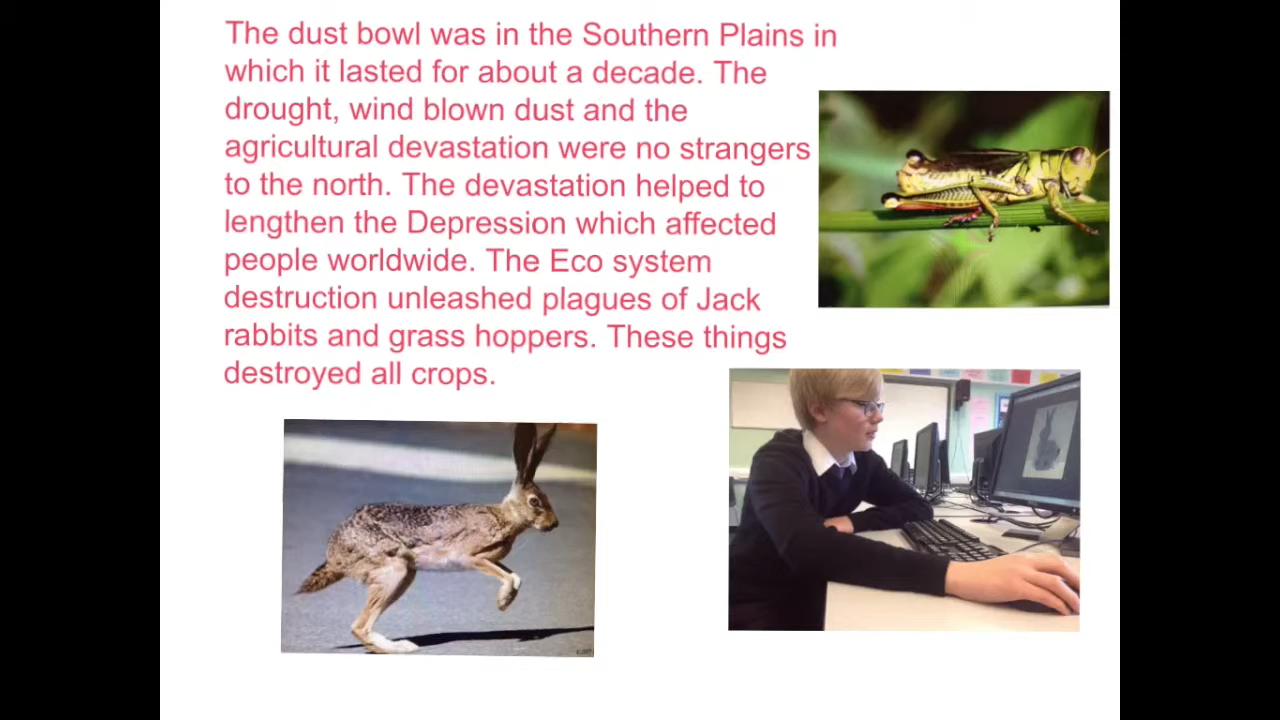 The dust bowl was in the Southern Plains in
which it lasted for about a decade. The
drought, wind blown dust and the
agricultural devastation were no strangers
to the north. The devastation helped to
lengthen the Depression which affected
people worldwide. The Eco system
destruction unleashed plagues of Jack
rabbits and grass hoppers. These things
destroyed all crops.